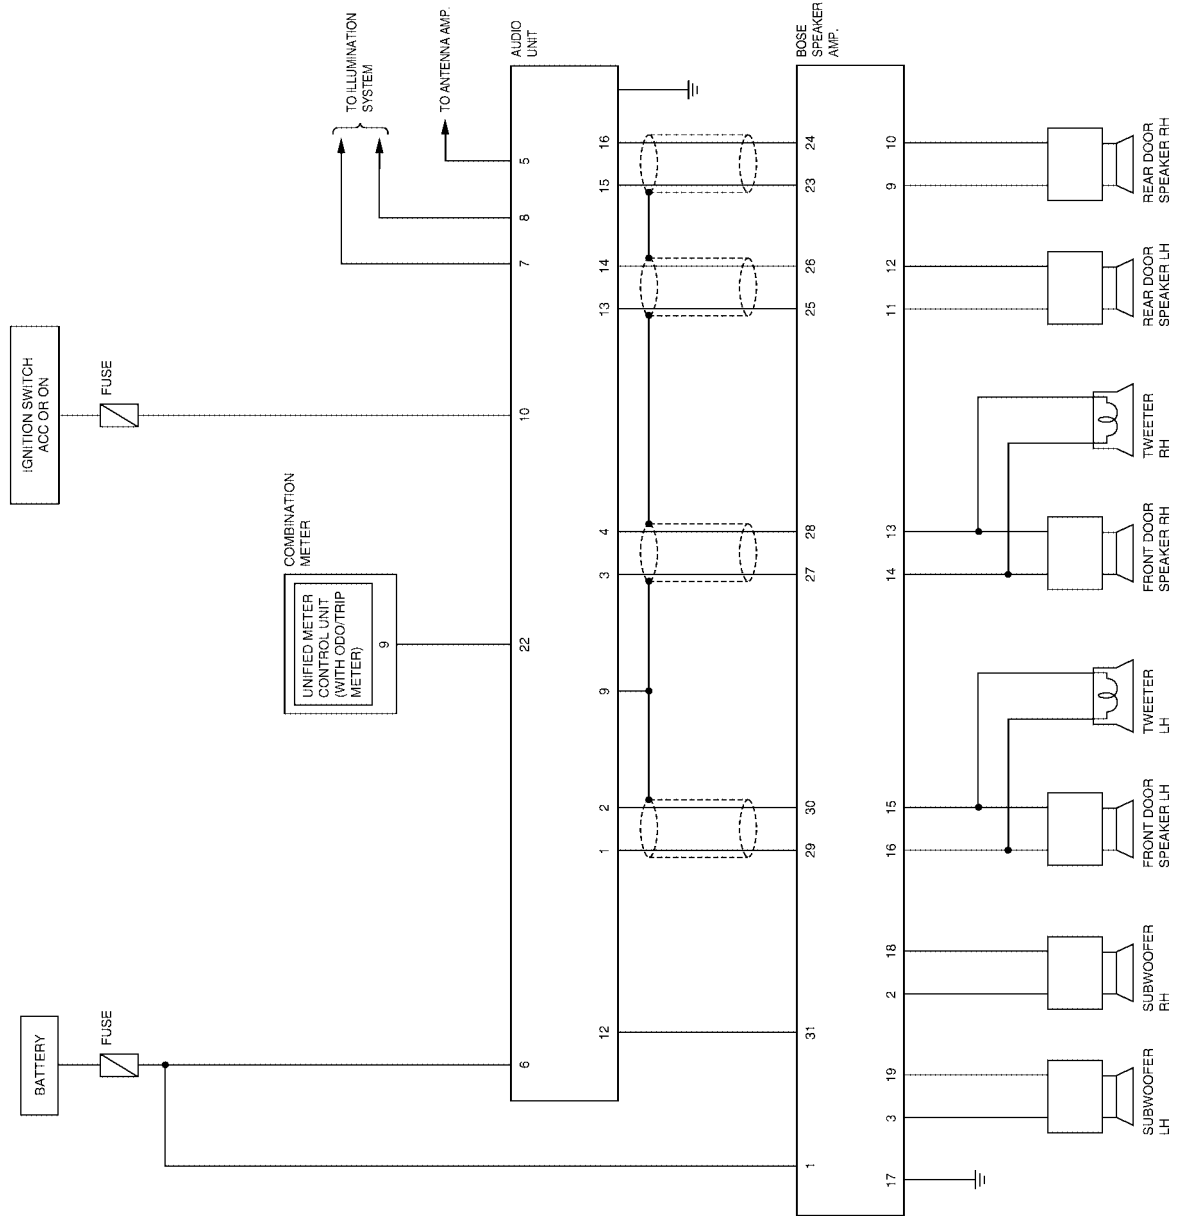 BATTERY
FUSE
IGNITION SWITCH
ACC OR ON
FUSE
COMBINATION
METER
UNIFIED METER
CONTROL UNIT
(WITH ODO/TRIP
METER)
9
TO ILLUMINATION
SYSTEM
TO ANTENNA AMP.
AUDIO
UNIT
6
22
10
7
8
5
12
1
2
9
3
4
13
14
15
16
BOSE
SPEAKER
AMP.
1
31
29
30
27
28
25
26
23
24
17
3
19
2
18
16
15
14
13
11
12
9
10
SUBWOOFER
LH
SUBWOOFER
RH
FRONT DOOR
SPEAKER LH
TWEETER
LH
FRONT DOOR
SPEAKER RH
TWEETER
RH
REAR DOOR
SPEAKER LH
REAR DOOR
SPEAKER RH